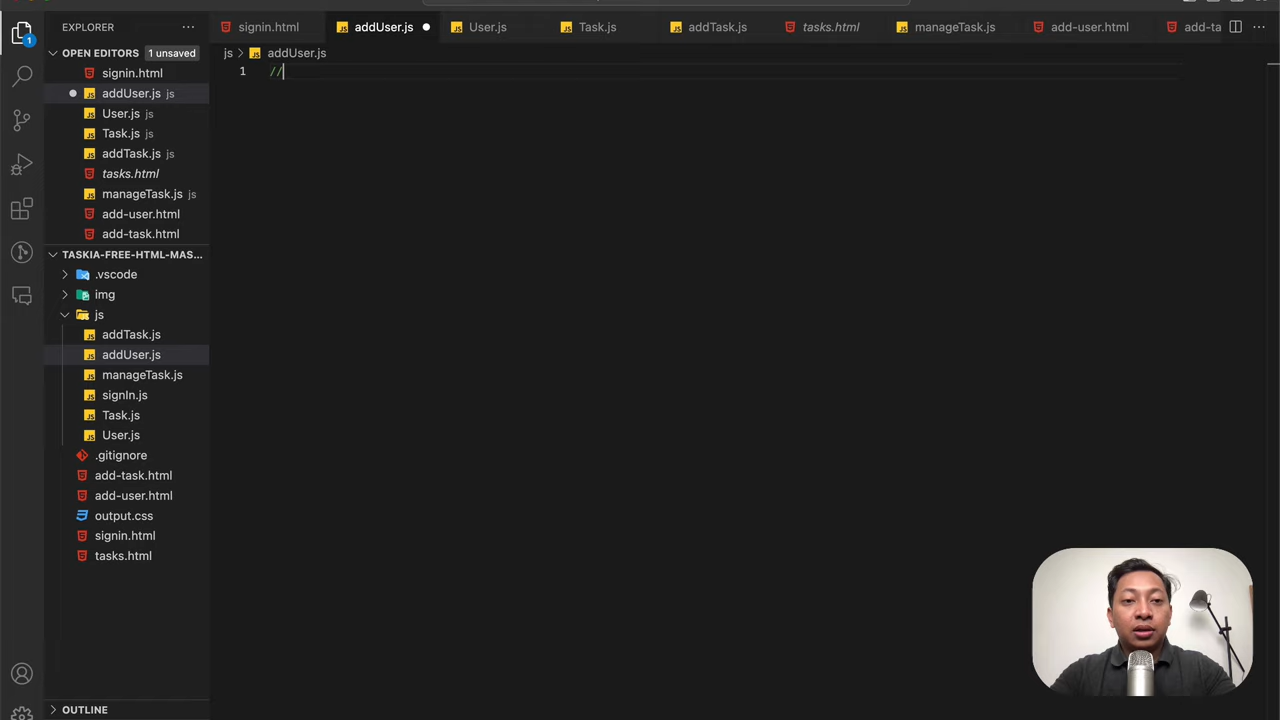 EXPLORER
signin.html
addUser.js
User.js
Task.js
addTask.js
tasks.html
manageTask.js
add-user.html
add-ta
js > addUser.js
OPEN EDITORS 1 unsaved
signin.html
addUser.js js
User.js js
Task.js js
addTask.js js
tasks.html
manageTask.js js
add-user.html
add-task.html
TASKIA-FREE-HTML-MAS...
.vscode
img
js
addTask.js
addUser.js
manageTask.js
signIn.js
Task.js
User.js
.gitignore
add-task.html
add-user.html
output.css
signin.html
tasks.html
OUTLINE
1 //
1